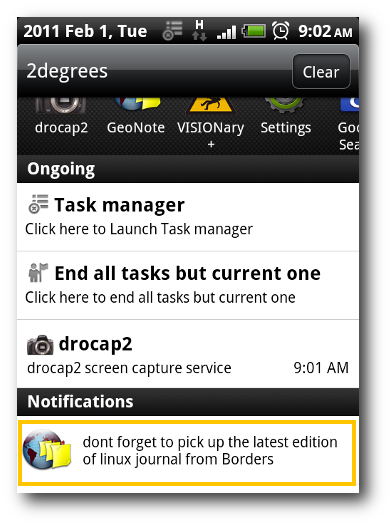 2011 Feb 1, Tue H 9:02 AM
2degrees Clear
drocap2 GeoNote VISIONary Settings Goo
+ Sea
Ongoing
Task manager
Click here to Launch Task manager
End all tasks but current one
Click here to end all tasks but current one
drocap2
drocap2 screen capture service 9:01 AM
Notifications
dont forget to pick up the latest edition
of linux journal from Borders